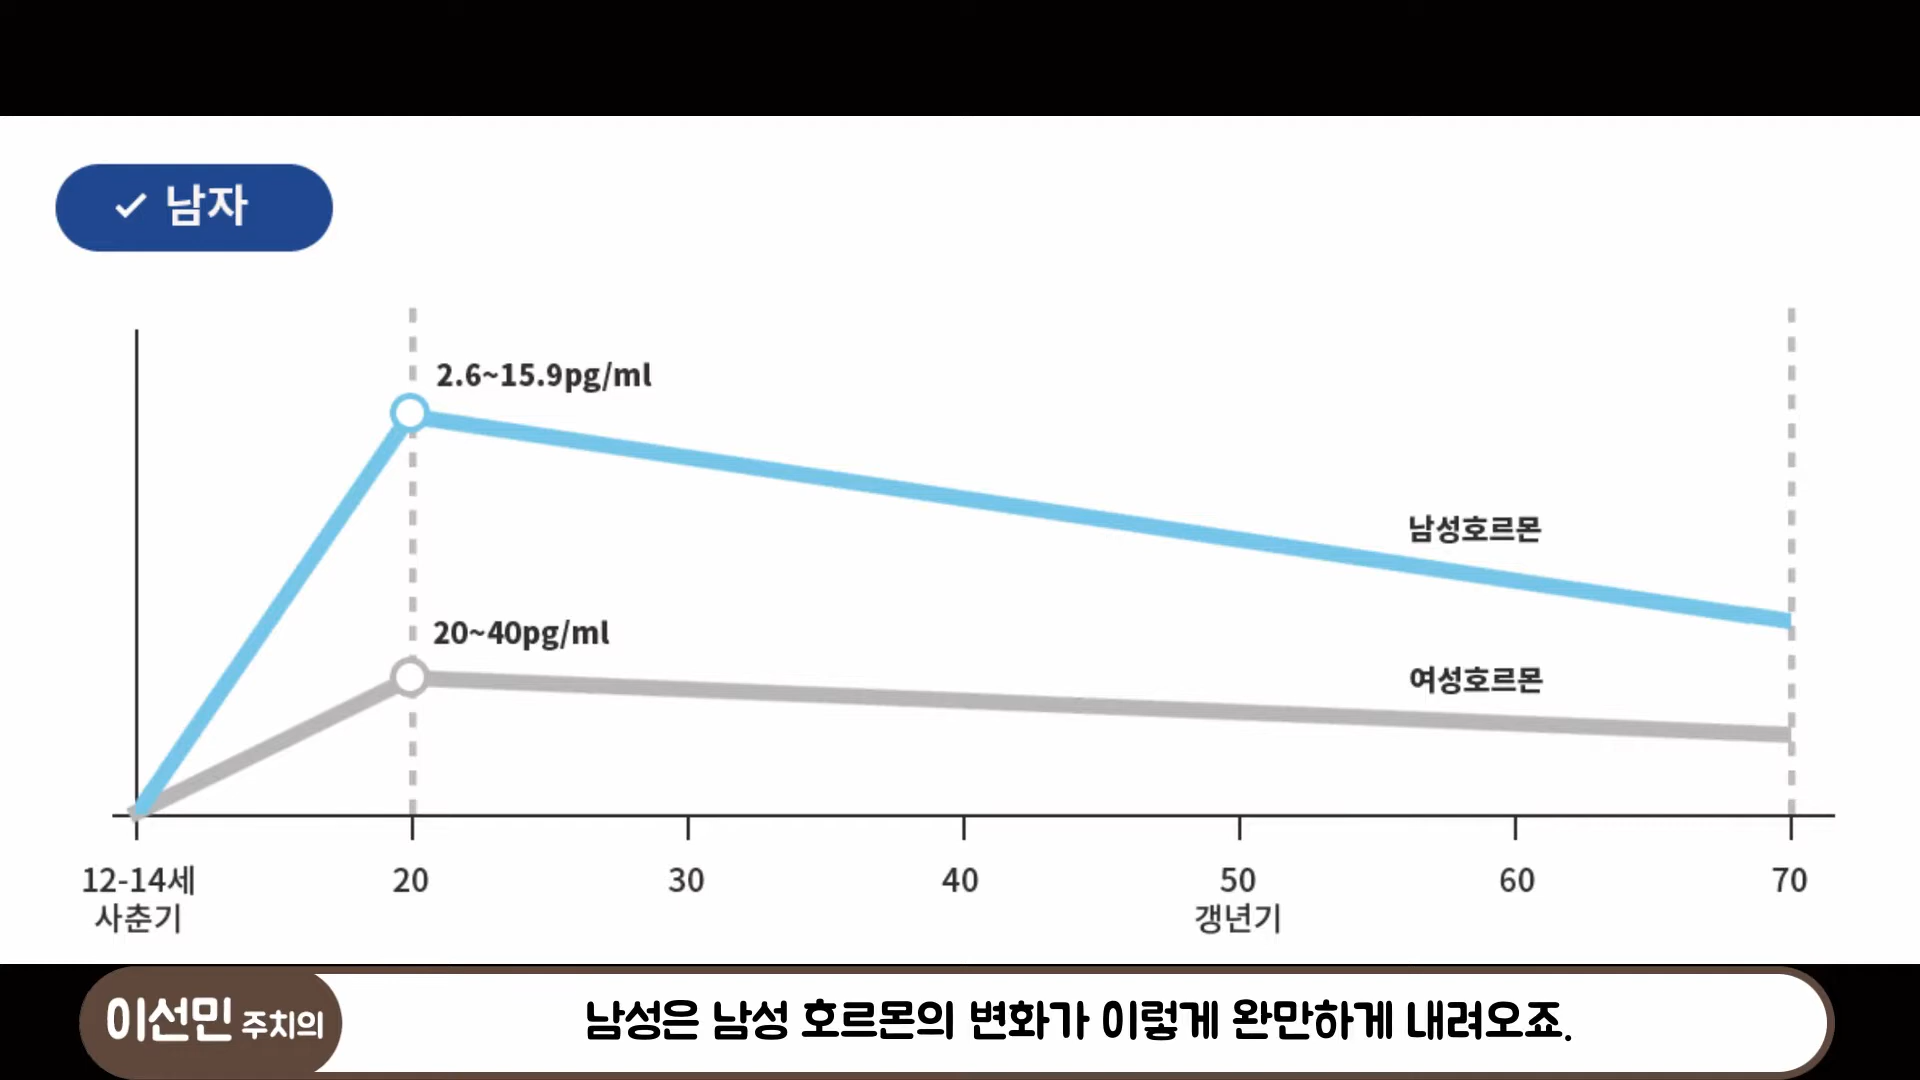 남자
2.6~15.9pg/ml
남성호르몬
20~40pg/ml
여성호르몬
12-14세 20 30 40 50 60 70
사춘기 갱년기
이선민 주치의 남성은 남성 호르몬의 변화가 이렇게 완만하게 내려오죠.